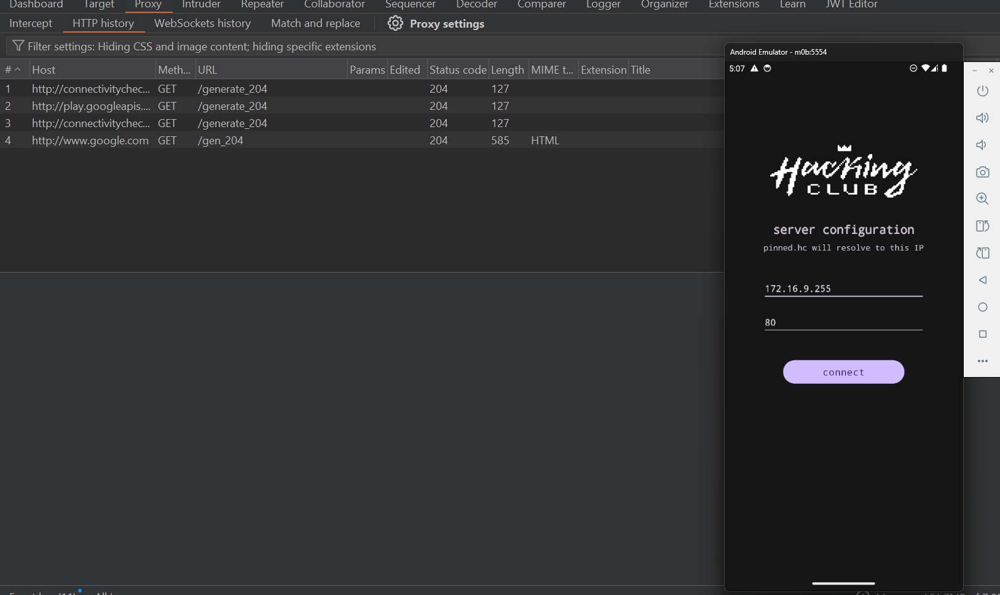 Dashboard Target Proxy Intruder Repeater Collaborator Sequencer Decoder Comparer Logger Organizer Extensions Learn JWT Editor
Intercept HTTP history WebSockets history Match and replace Proxy settings
Filter settings: Hiding CSS and image content; hiding specific extensions
# Host Meth... URL Params Edited Status code Length MIME t... Extension Title
1 http://connectivitychec... GET /generate_204 204 127
2 http://play.googleapis.... GET /generate_204 204 127
3 http://connectivitychec... GET /generate_204 204 127
4 http://www.google.com GET /gen_204 204 585 HTML
Android Emulator - m0b:5554
5:07
Hacking
CLUB
server configuration
pinned.hc will resolve to this IP
172.16.9.255
80
connect